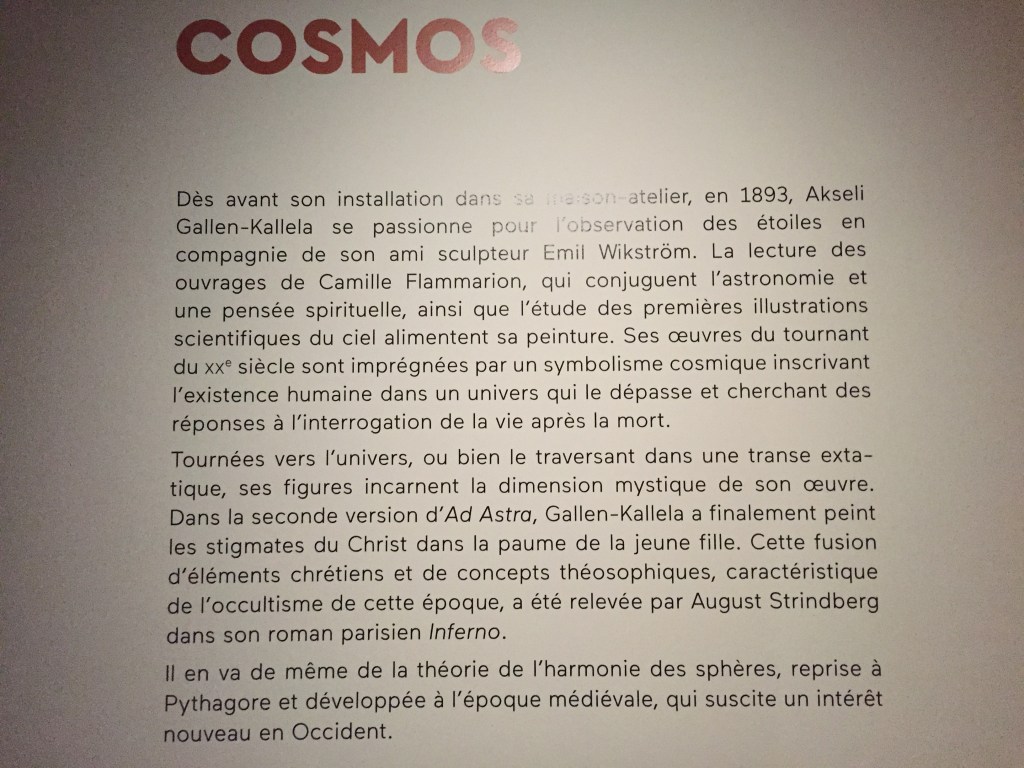 COSMOS
Dès avant son installation dans sa maison-atelier, en 1893, Akseli
Gallen-Kallela se passionne pour l’observation des étoiles en
compagnie de son ami sculpteur Emil Wikström. La lecture des
ouvrages de Camille Flammarion, qui conjuguent l’astronomie et
une pensée spirituelle, ainsi que l’étude des premières illustrations
scientifiques du ciel alimentent sa peinture. Ses œuvres du tournant
du XXe siècle sont imprégnées par un symbolisme cosmique inscrivant
l’existence humaine dans un univers qui le dépasse et cherchant des
réponses à l’interrogation de la vie après la mort.
Tournées vers l’univers, ou bien le traversant dans une transe exta-
tique, ses figures incarnent la dimension mystique de son œuvre.
Dans la seconde version d’Ad Astra, Gallen-Kallela a finalement peint
les stigmates du Christ dans la paume de la jeune fille. Cette fusion
d’éléments chrétiens et de concepts théosophiques, caractéristique
de l’occultisme de cette époque, a été relevée par August Strindberg
dans son roman parisien Inferno.
Il en va de même de la théorie de l’harmonie des sphères, reprise à
Pythagore et développée à l’époque médiévale, qui suscite un intérêt
nouveau en Occident.